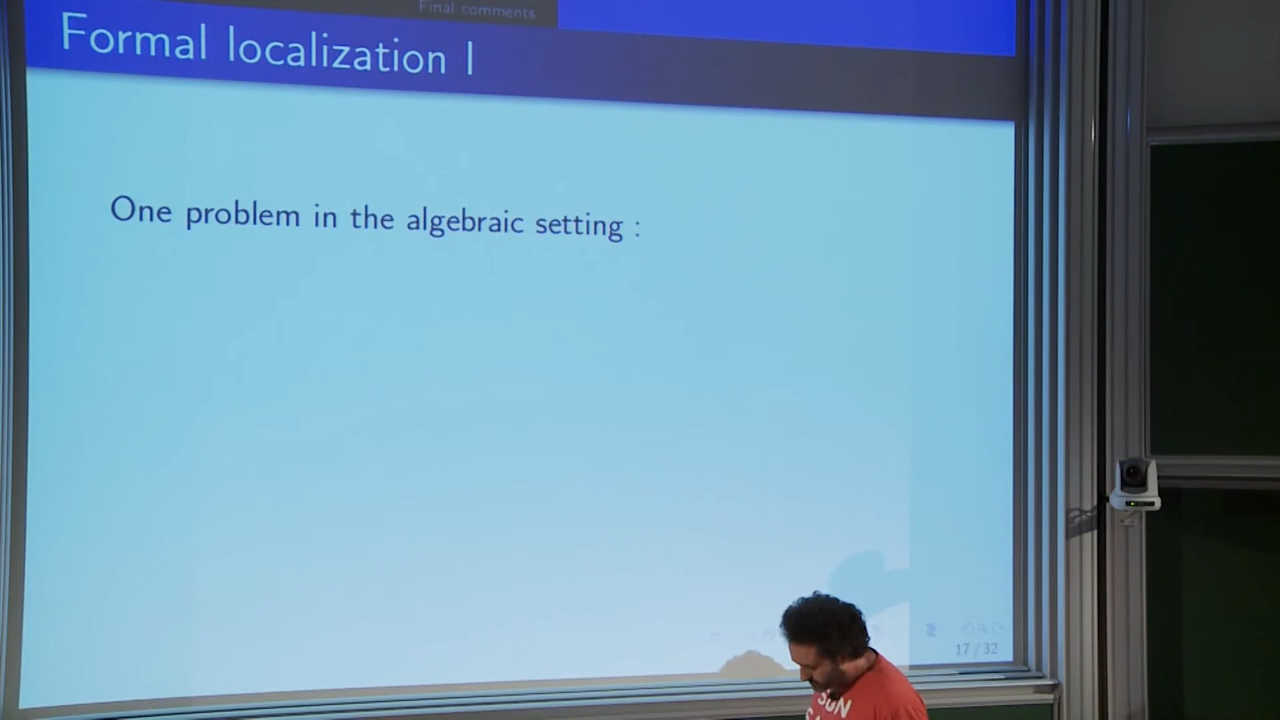 Final comments
Formal localization I
One problem in the algebraic setting :
17 / 32